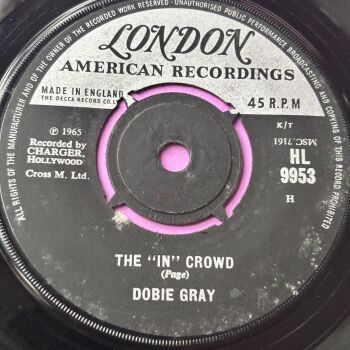 ALL RIGHTS OF THE MANUFACTURER AND OF THE OWNER OF THE RECORDED WORK RESERVED - UNAUTHORISED PUBLIC PERFORMANCE BROADCASTING AND COPYING OF THIS RECORD PROHIBITED
LONDON
AMERICAN RECORDINGS
MADE IN ENGLAND
THE DECCA RECORD CO. LTD
45 R.P.M
K/T
℗ 1965
Recorded by
CHARGER,
HOLLYWOOD
Cross M. Ltd.
MSC.7161
HL
9953
H
THE "IN" CROWD
(Page)
DOBIE GRAY